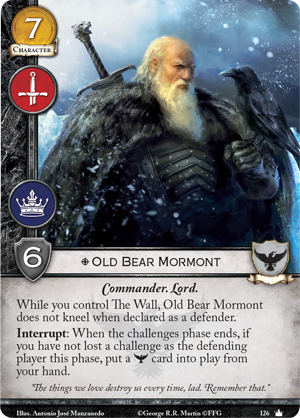 7
CHARACTER
6
OLD BEAR MORMONT
Commander. Lord.
While you control The Wall, Old Bear Mormont
does not kneel when declared as a defender.
Interrupt: When the challenges phase ends, if
you have not lost a challenge as the defending
player this phase, put a card into play from
your hand.
"The things we love destroy us every time, lad. Remember that."
Illus. Antonio José Manzanedo ©George R.R. Martin ©FFG 126